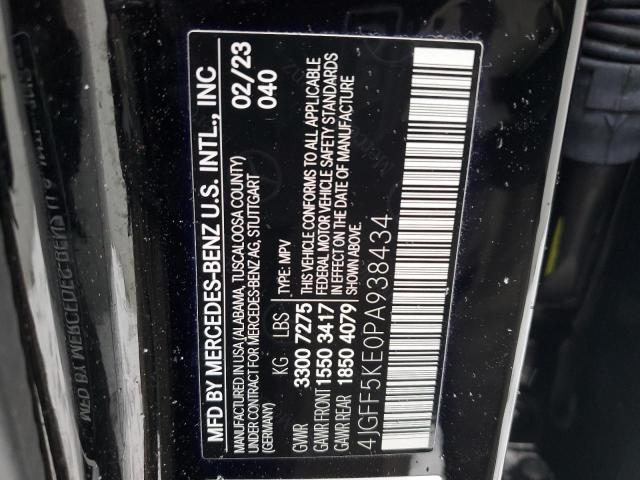 MFD BY MERCEDES-BENZ U.S. INTL., INC
MANUFACTURED IN USA (ALABAMA, TUSCALOOSA COUNTY)
UNDER CONTRACT FOR MERCEDES-BENZ AG, STUTTGART
(GERMANY)
02/23
040
KG LBS TYPE: MPV
GVWR 3300 7275
GAWR FRONT 1550 3417
GAWR REAR 1850 4079
THIS VEHICLE CONFORMS TO ALL APPLICABLE
FEDERAL MOTOR VEHICLE SAFETY STANDARDS
IN EFFECT ON THE DATE OF MANUFACTURE
4JGFF5KE0PA938434